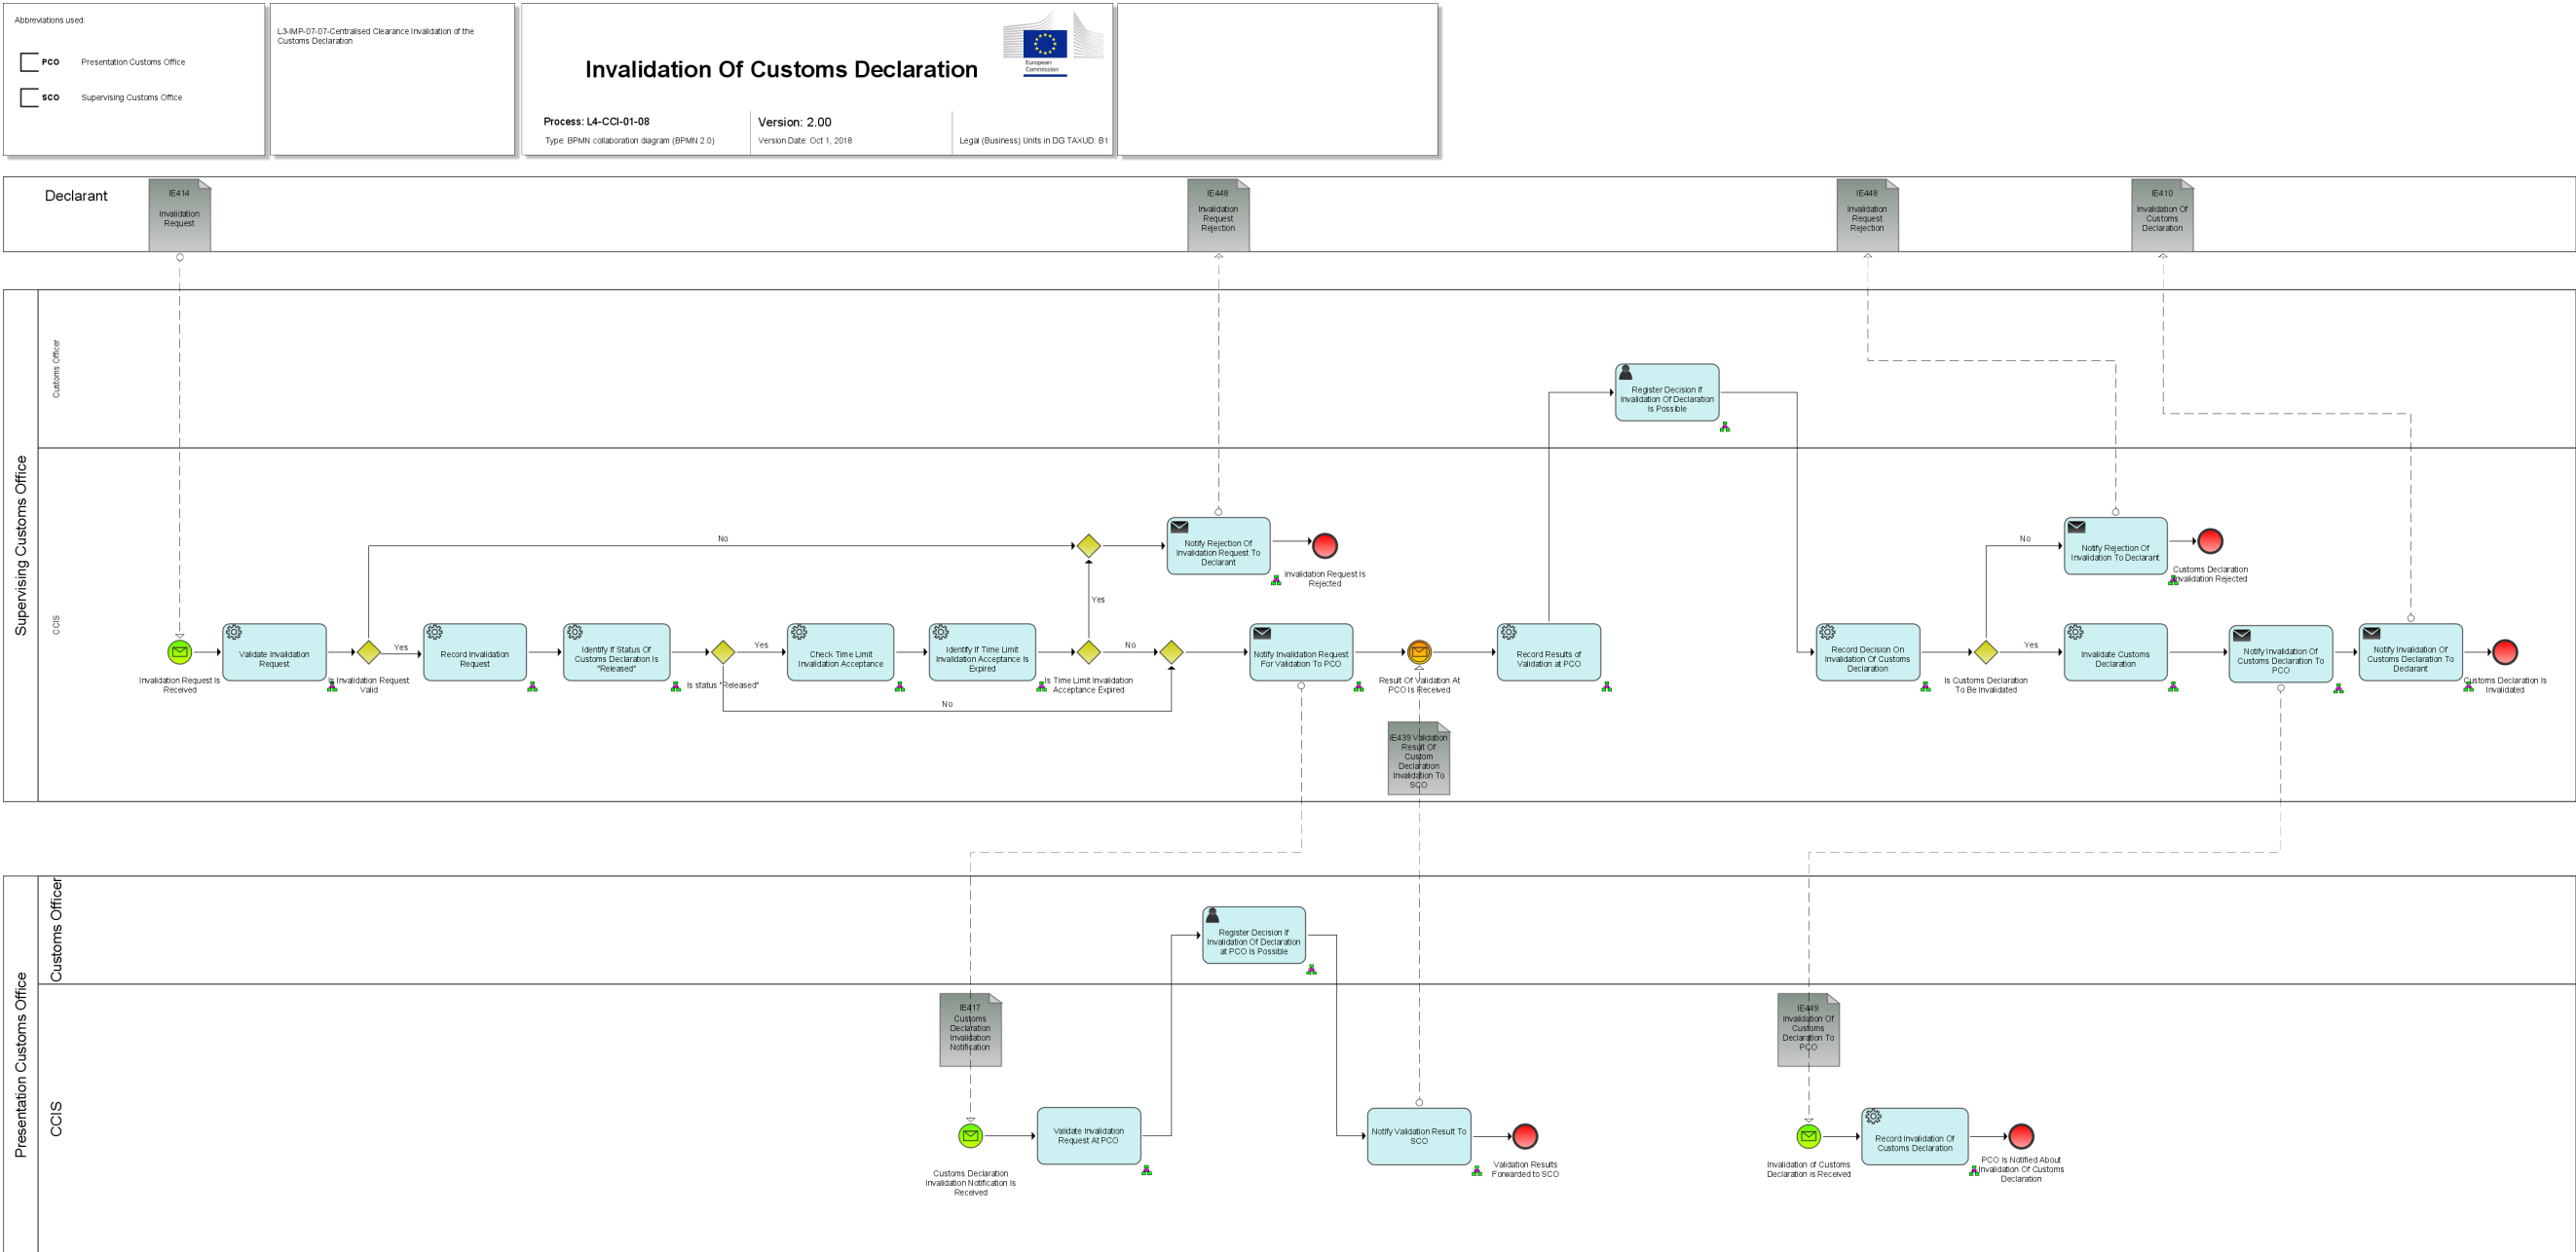 Abbreviations used:
PCO Presentation Customs Office
SCO Supervising Customs Office
L3-IMP-07-07-Centralised Clearance Invalidation of the
Customs Declaration
Invalidation Of Customs Declaration
European
Commission
Process: L4-CCI-01-08
Type: BPMN collaboration diagram (BPMN 2.0)
Version: 2.00
Version Date: Oct 1, 2018
Legal (Business) Units in DG TAXUD: B1
Declarant
IE414
Invalidation
Request
IE448
Invalidation
Request
Rejection
IE448
Invalidation
Request
Rejection
IE410
Invalidation Of
Customs
Declaration
Supervising Customs Office
Customs Officer
Register Decision If
Invalidation Of Declaration
Is Possible
CCIS
No
Notify Rejection Of
Invalidation Request To
Declarant
Invalidation Request Is
Rejected
No
Notify Rejection Of
Invalidation To Declarant
Customs Declaration
Invalidation Rejected
Yes
Invalidation Request Is
Received
Validate Invalidation
Request
Is Invalidation Request
Valid
Yes
Record Invalidation
Request
Identify If Status Of
Customs Declaration Is
"Released"
Is status "Released"
Yes
No
Check Time Limit
Invalidation Acceptance
Identify If Time Limit
Invalidation Acceptance Is
Expired
Is Time Limit Invalidation
Acceptance Expired
No
Notify Invalidation Request
For Validation To PCO
Result Of Validation At
PCO Is Received
IE439 Validation
Result Of
Custom
Declaration
Invalidation To
SCO
Record Results of
Validation at PCO
Record Decision On
Invalidation Of Customs
Declaration
Is Customs Declaration
To Be Invalidated
Yes
Invalidate Customs
Declaration
Notify Invalidation Of
Customs Declaration To
PCO
Notify Invalidation Of
Customs Declaration To
Declarant
Customs Declaration Is
Invalidated
Presentation Customs Office
Customs Officer
Register Decision If
Invalidation Of Declaration
at PCO Is Possible
CCIS
IE417
Customs
Declaration
Invalidation
Notification
Customs Declaration
Invalidation Notification Is
Received
Validate Invalidation
Request At PCO
Notify Validation Result To
SCO
Validation Results
Forwarded to SCO
IE449
Invalidation Of
Customs
Declaration To
PCO
Invalidation of Customs
Declaration is Received
Record Invalidation Of
Customs Declaration
PCO Is Notified About
Invalidation Of Customs
Declaration